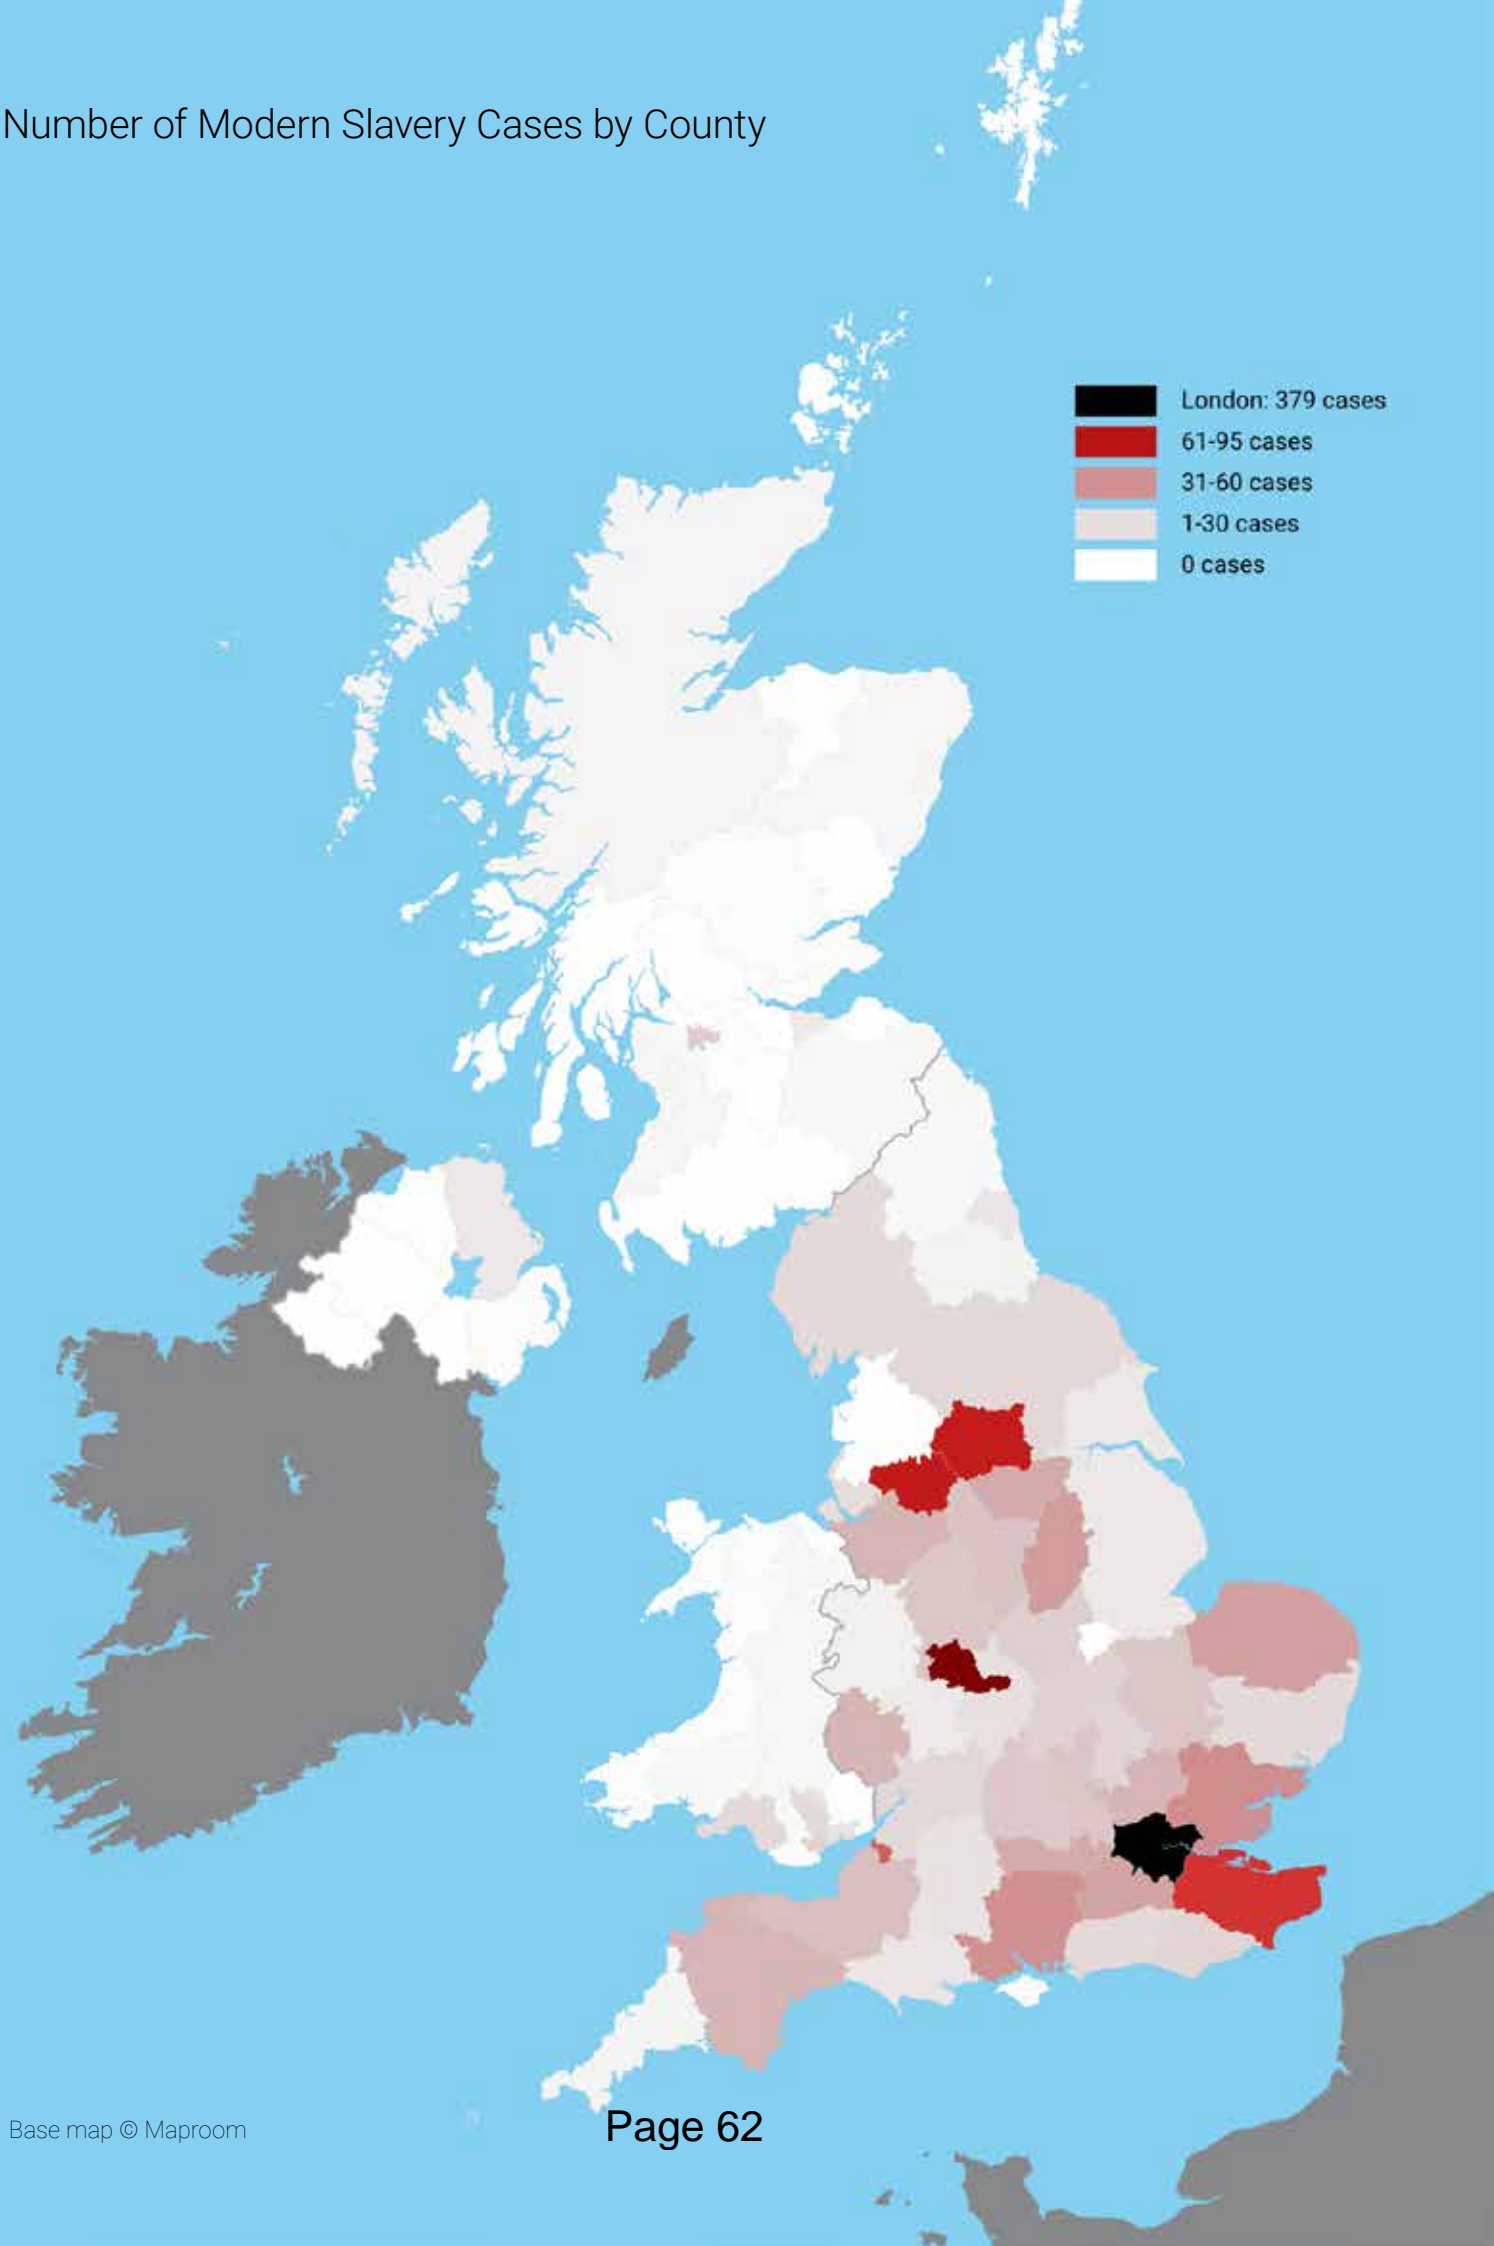 Number of Modern Slavery Cases by County
London: 379 cases
61-95 cases
31-60 cases
1-30 cases
0 cases
Base map © Maproom
Page 62